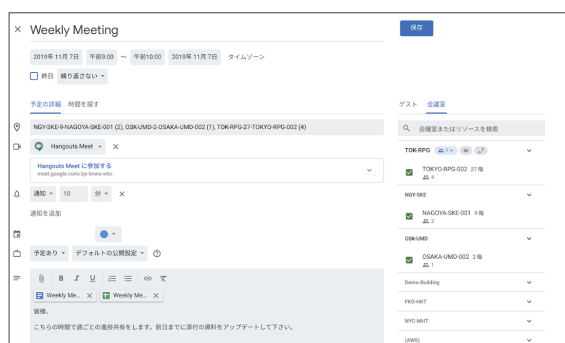 Weekly Meeting
保存
2019年 11月 7日 午前9:00 ～ 午前10:00 2019年 11月 7日 タイムゾーン
終日 繰り返さない
予定の詳細 時間を探す
NGY-SKE-9-NAGOYA-SKE-001 (2), OSK-UMD-2-OSAKA-UMD-002 (1), TOK-RPG-27-TOKYO-RPG-002 (4)
Hangouts Meet
Hangouts Meet に参加する
通知 10 分
通知を追加
予定あり デフォルトの公開設定
B I U
Weekly Me... Weekly Me...
皆様、
こちらの時間で週ごとの進捗共有をします。前日までに添付の資料をアップデートして下さい。
ゲスト 会議室
会議室またはリソースを検索
TOK-RPG 1
TOKYO-RPG-002 27 階
4
NGY-SKE
NAGOYA-SKE-001 9 階
2
OSK-UMD
OSAKA-UMD-002 2 階
1
Demo-Building
FKO-HKT
NYC-MHT
(AWS)